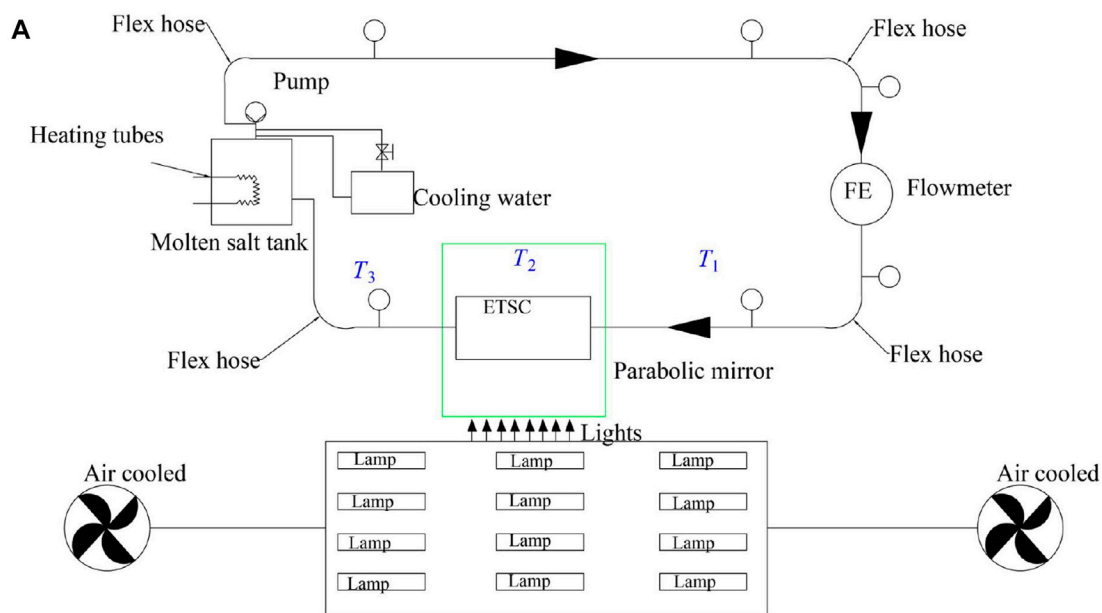 A
Flex hose
Flex hose
Pump
Heating tubes
Cooling water
FE
Flowmeter
Molten salt tank
T3
T2
T1
ETSC
Flex hose
Flex hose
Parabolic mirror
Lights
Air cooled
Air cooled
Lamp
Lamp
Lamp
Lamp
Lamp
Lamp
Lamp
Lamp
Lamp
Lamp
Lamp
Lamp